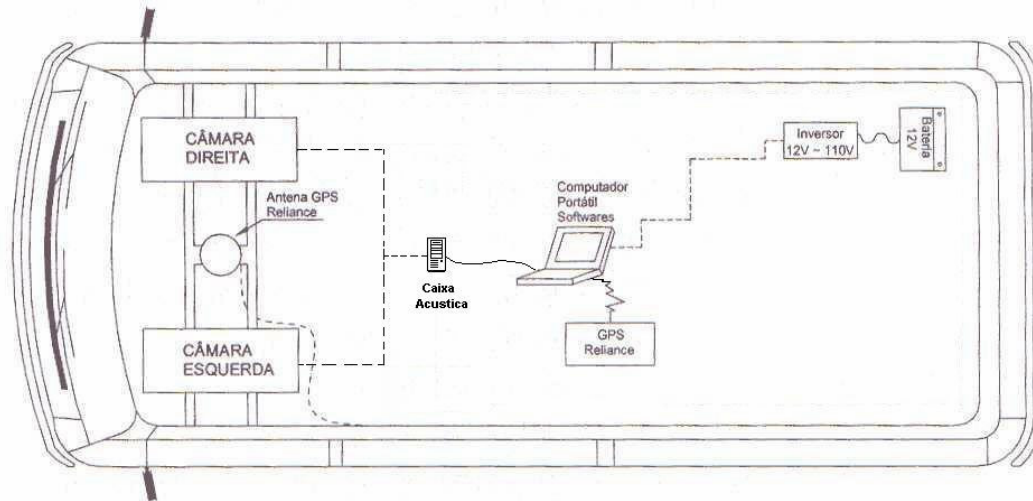 CÂMARA
DIREITA
Antena GPS
Reliance
CÂMARA
ESQUERDA
Caixa
Acustica
Computador
Portátil
Softwares
GPS
Reliance
Inversor
12V ~ 110V
Bateria
12V